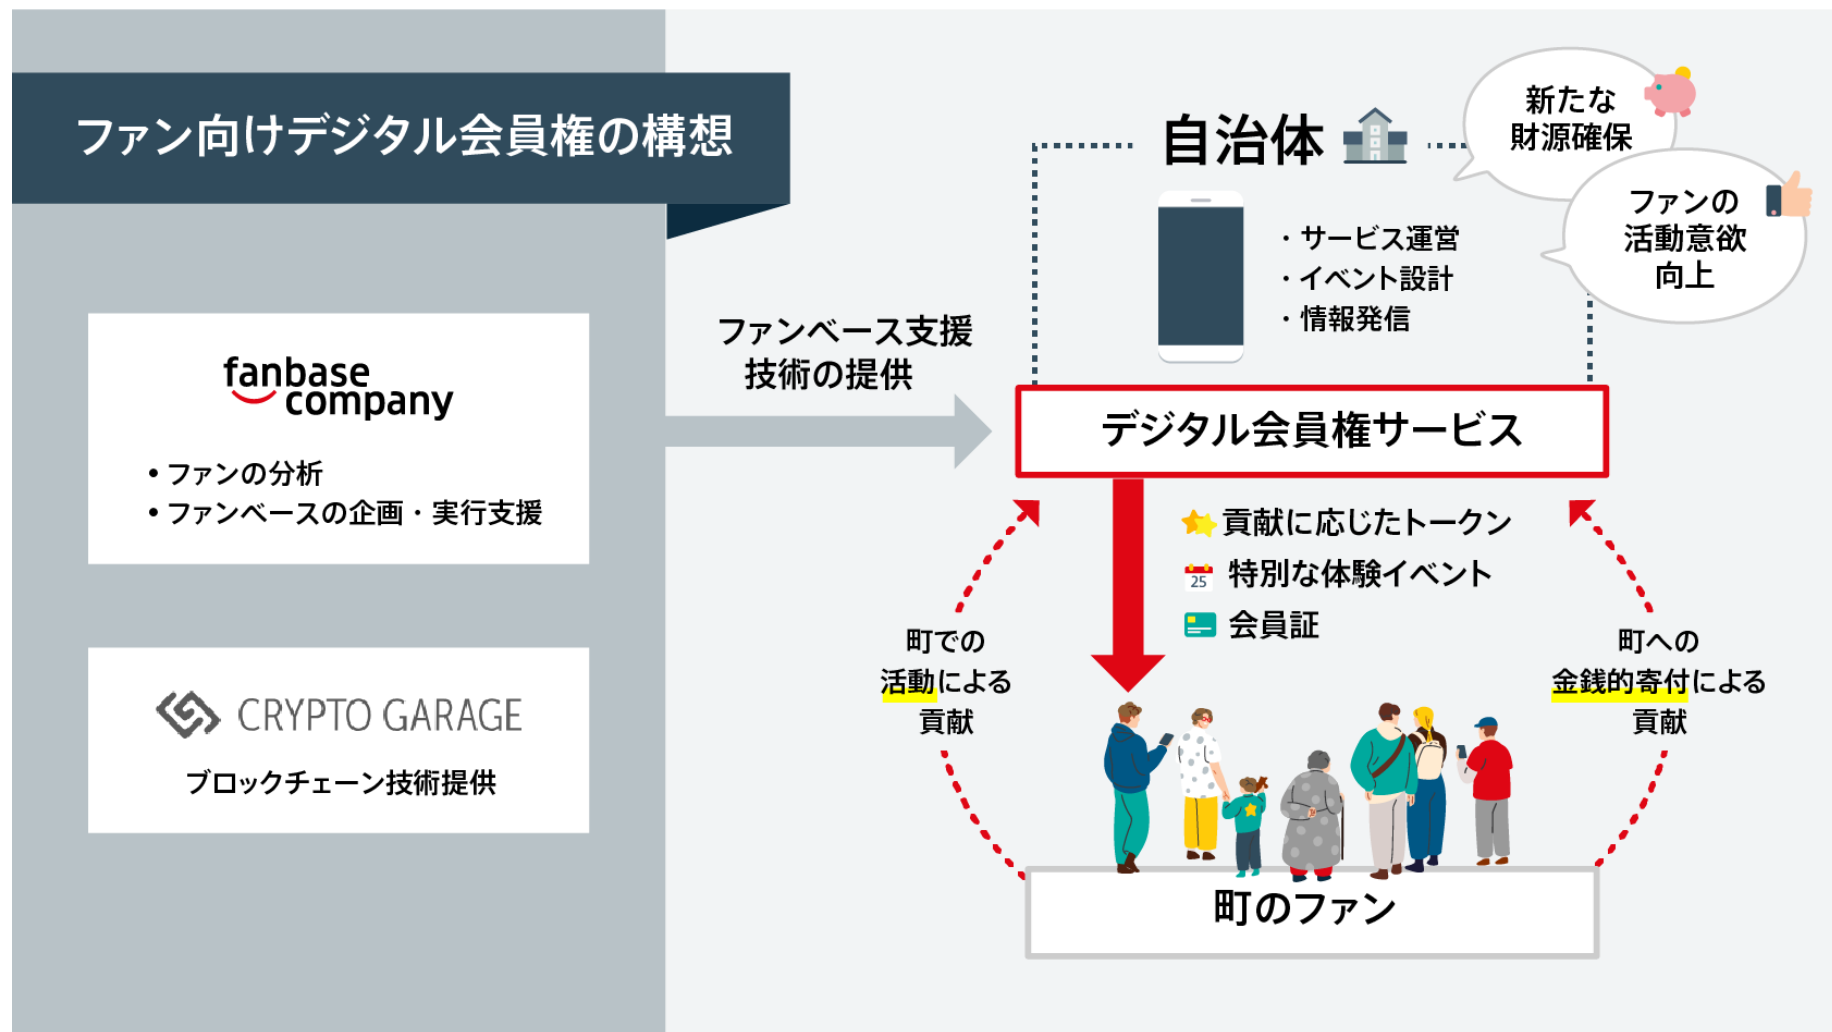 ファン向けデジタル会員権の構想
fanbase
company
• ファンの分析
• ファンベースの企画・実行支援
CRYPTO GARAGE
ブロックチェーン技術提供
ファンベース支援
技術の提供
自治体
新たな
財源確保
ファンの
活動意欲
向上
・サービス運営
・イベント設計
・情報発信
デジタル会員権サービス
貢献に応じたトークン
25
特別な体験イベント
会員証
町での
活動による
貢献
町への
金銭的寄付による
貢献
町のファン